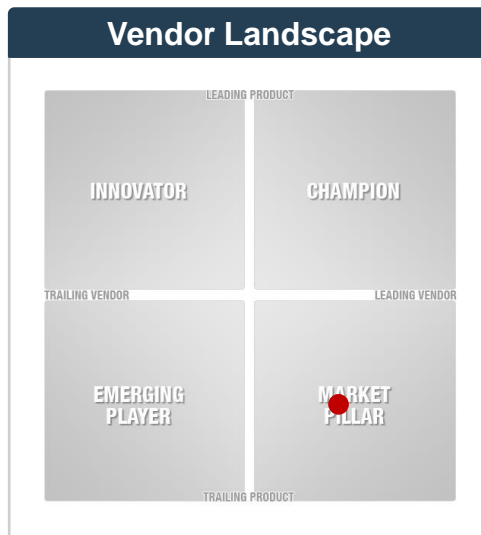 Vendor Landscape
LEADING PRODUCT
INNOVATOR
CHAMPION
TRAILING VENDOR
LEADING VENDOR
EMERGING
PLAYER
MARKET
PILLAR
TRAILING PRODUCT